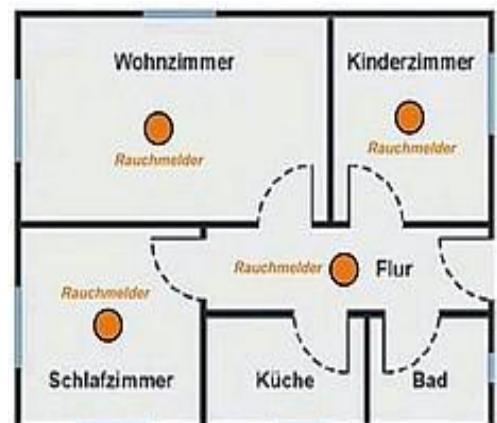 Wohnzimmer
Kinderzimmer
Rauchmelder
Rauchmelder
Rauchmelder
Flur
Rauchmelder
Schlafzimmer
Küche
Bad